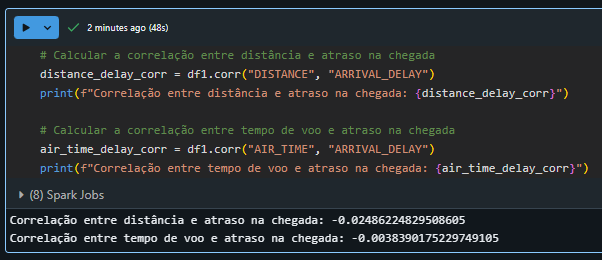 2 minutes ago (48s)
# Calcular a correlação entre distância e atraso na chegada
distance_delay_corr = df1.corr("DISTANCE", "ARRIVAL_DELAY")
print(f"Correlação entre distância e atraso na chegada: {distance_delay_corr}")
# Calcular a correlação entre tempo de voo e atraso na chegada
air_time_delay_corr = df1.corr("AIR_TIME", "ARRIVAL_DELAY")
print(f"Correlação entre tempo de voo e atraso na chegada: {air_time_delay_corr}")
(8) Spark Jobs
Correlação entre distância e atraso na chegada: -0.02486224829508605
Correlação entre tempo de voo e atraso na chegada: -0.0038390175229749105